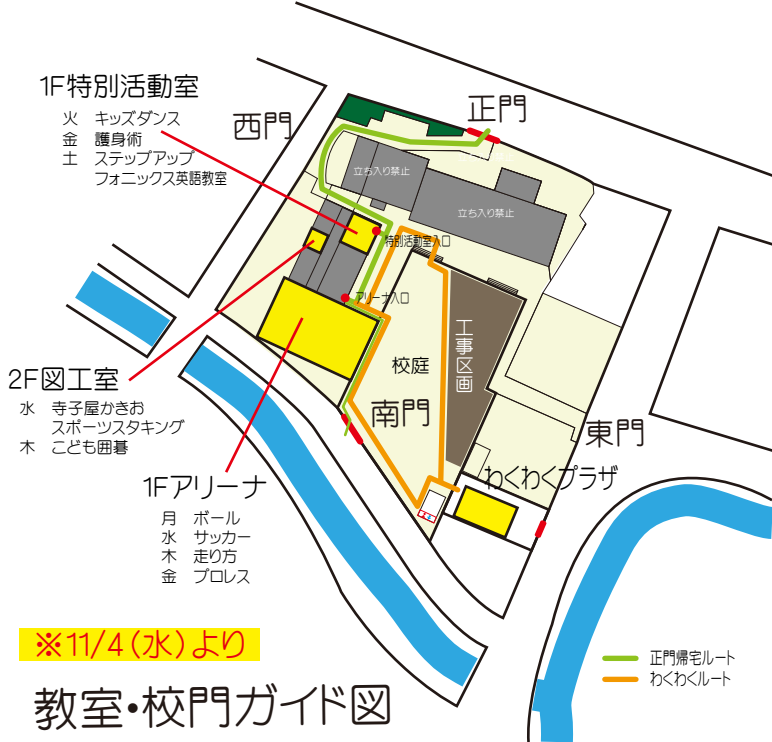 1F特別活動室
火 キッズダンス
金 護身術
土 ステップアップ
フォニックス英語教室
西門
正門
立ち入り禁止
立ち入り禁止
特別活動室入口
アリーナ入口
工事区画
校庭
2F図工室
水 寺子屋かきお
スポーツスタキング
木 こども囲碁
南門
東門
わくわくプラザ
1Fアリーナ
月 ボール
水 サッカー
木 走り方
金 プロレス
※11/4(水)より
教室・校門ガイド図
正門帰宅ルート
わくわくルート